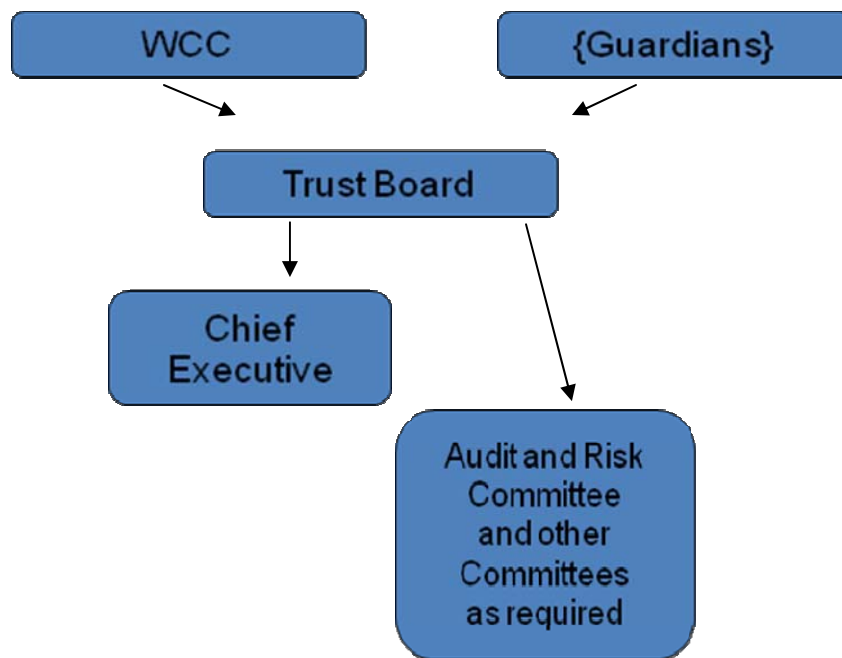 WCC
{Guardians}
Trust Board
Chief
Executive
Audit and Risk
Committee
and other
Committees
as required